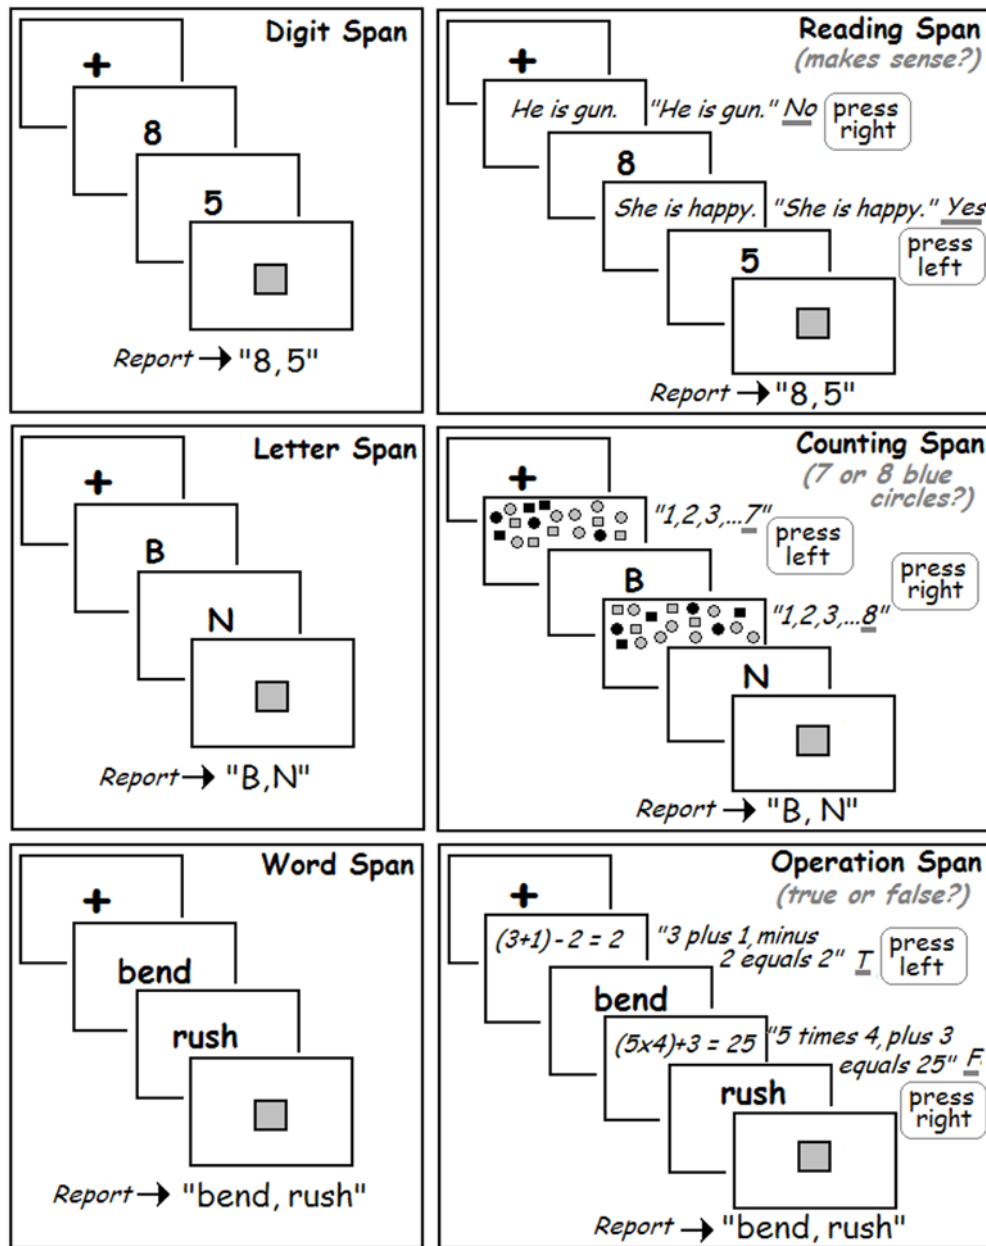 Digit Span
+
8
5
Report → "8,5"
Reading Span
(makes sense?)
+
He is gun. "He is gun." No
press
right
8
She is happy. "She is happy." Yes
press
left
5
Report → "8,5"
Letter Span
+
B
N
Report → "B,N"
Counting Span
(7 or 8 blue
circles?)
+
"1,2,3,...7"
press
left
B
press
right
"1,2,3,...8"
N
Report → "B, N"
Word Span
+
bend
rush
Report → "bend, rush"
Operation Span
(true or false?)
+
(3+1) - 2 = 2 "3 plus 1, minus
2 equals 2" T
press
left
bend
(5x4)+3 = 25 "5 times 4, plus 3
equals 25" F.
rush
press
right
Report → "bend, rush"